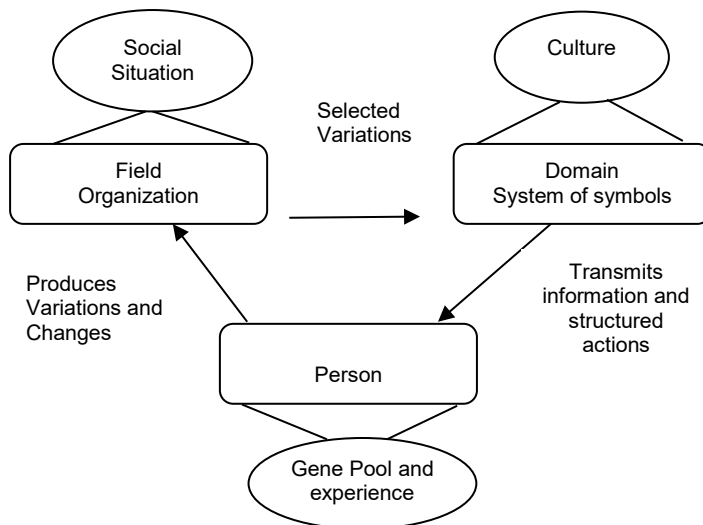 Social
Situation
Culture
Selected
Variations
Field
Organization
Domain
System of symbols
Produces
Variations and
Changes
Transmits
information and
structured
actions
Person
Gene Pool and
experience